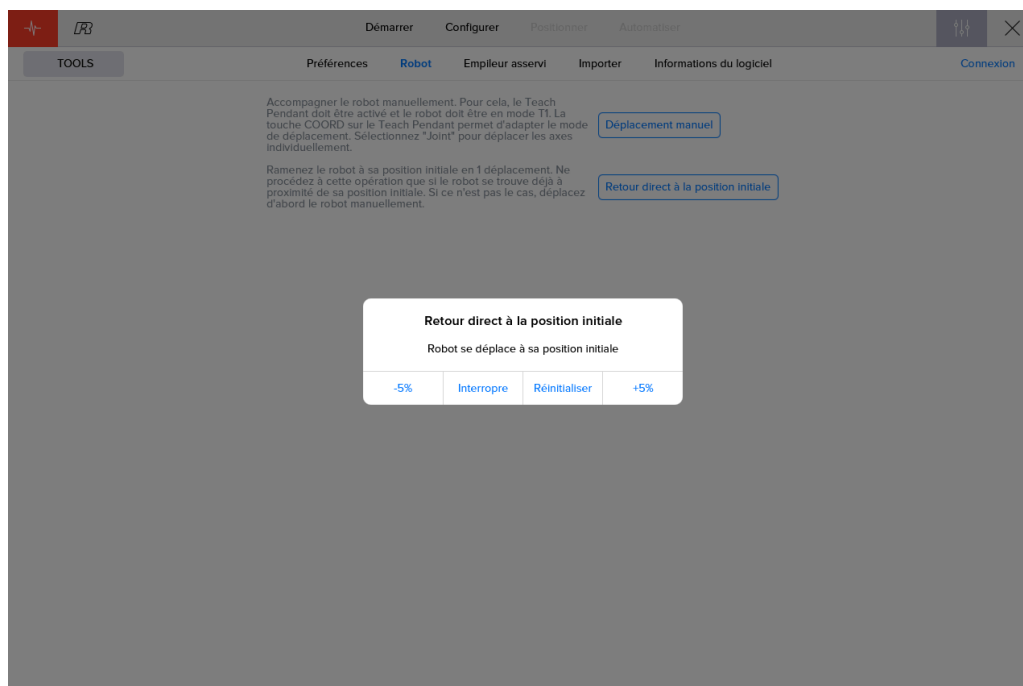 Démarrer Configurer Positionner Automatiser
TOOLS Préférences Robot Empileur asservi Importer Informations du logiciel Connexion
Accompagner le robot manuellement. Pour cela, le Teach
Pendant doit être activé et le robot doit être en mode T1. La
touche COORD sur le Teach Pendant permet d'adapter le mode
de déplacement. Sélectionnez "Joint" pour déplacer les axes
individuellement.
Déplacement manuel
Ramenez le robot à sa position initiale en 1 déplacement. Ne
procédez à cette opération que si le robot se trouve déjà à
proximité de sa position initiale. Si ce n'est pas le cas, déplacez
d'abord le robot manuellement.
Retour direct à la position initiale
Retour direct à la position initiale
Robot se déplace à sa position initiale
-5% Interropre Réinitialiser +5%